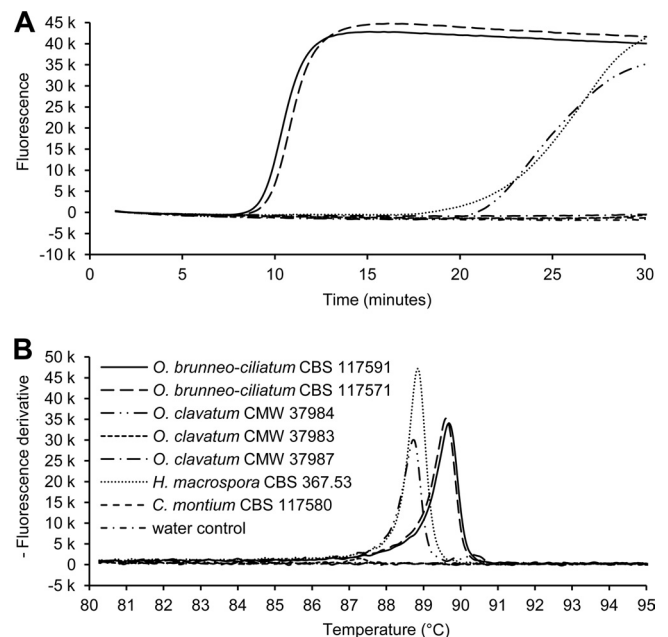 A
45 k
40 k
35 k
30 k
25 k
20 k
15 k
10 k
5 k
0
-5 k
-10 k
Fluorescence
0 5 10 15 20 25 30
Time (minutes)
B
50 k
45 k
40 k
35 k
30 k
25 k
20 k
15 k
10 k
5 k
0
-5 k
- Fluorescence derivative
O. brunneo-ciliatum CBS 117591
O. brunneo-ciliatum CBS 117571
O. clavatum CMW 37984
O. clavatum CMW 37983
O. clavatum CMW 37987
H. macrospora CBS 367.53
C. montium CBS 117580
water control
80 81 82 83 84 85 86 87 88 89 90 91 92 93 94 95
Temperature (°C)